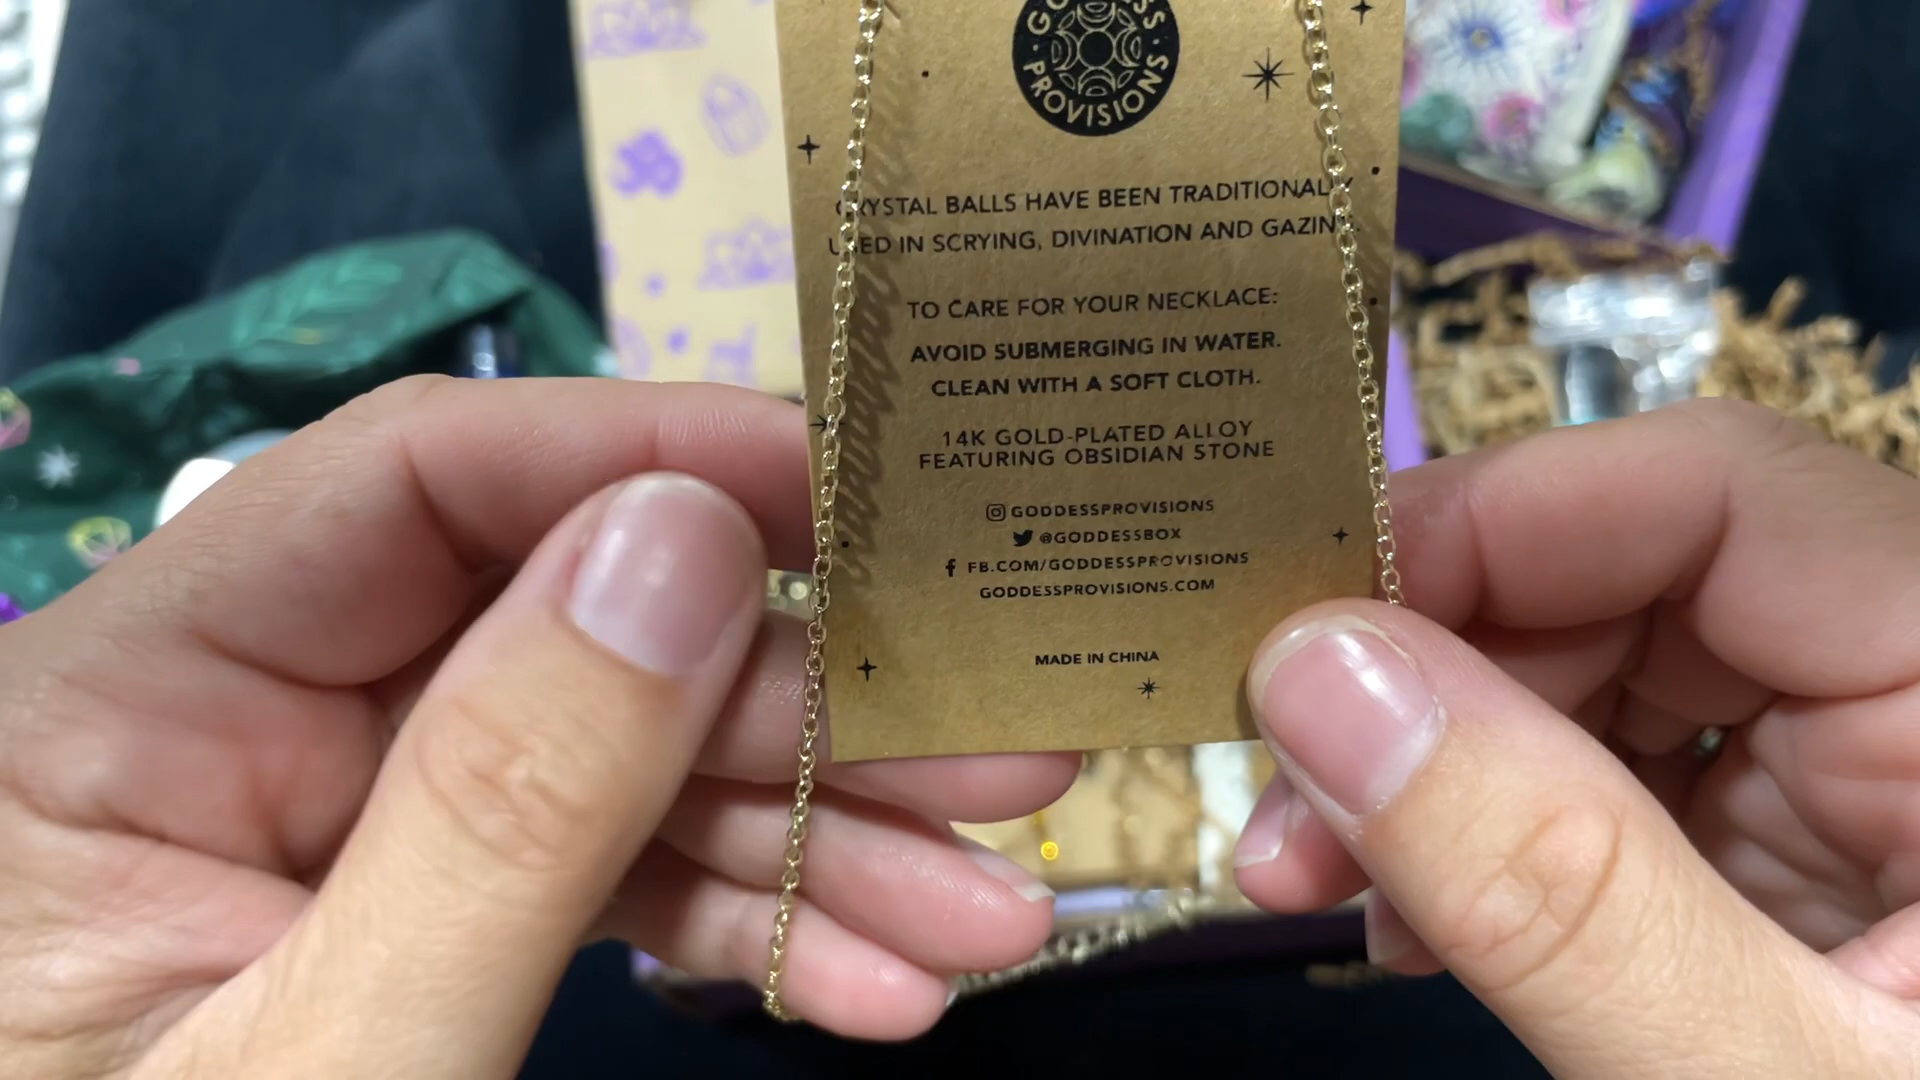 GODDESS
PROVISIONS
CRYSTAL BALLS HAVE BEEN TRADITIONALLY
USED IN SCRYING, DIVINATION AND GAZING.
TO CARE FOR YOUR NECKLACE:
AVOID SUBMERGING IN WATER.
CLEAN WITH A SOFT CLOTH.
14K GOLD-PLATED ALLOY
FEATURING OBSIDIAN STONE
GODDESSPROVISIONS
@GODDESSBOX
FB.COM/GODDESSPROVISIONS
GODDESSPROVISIONS.COM
MADE IN CHINA